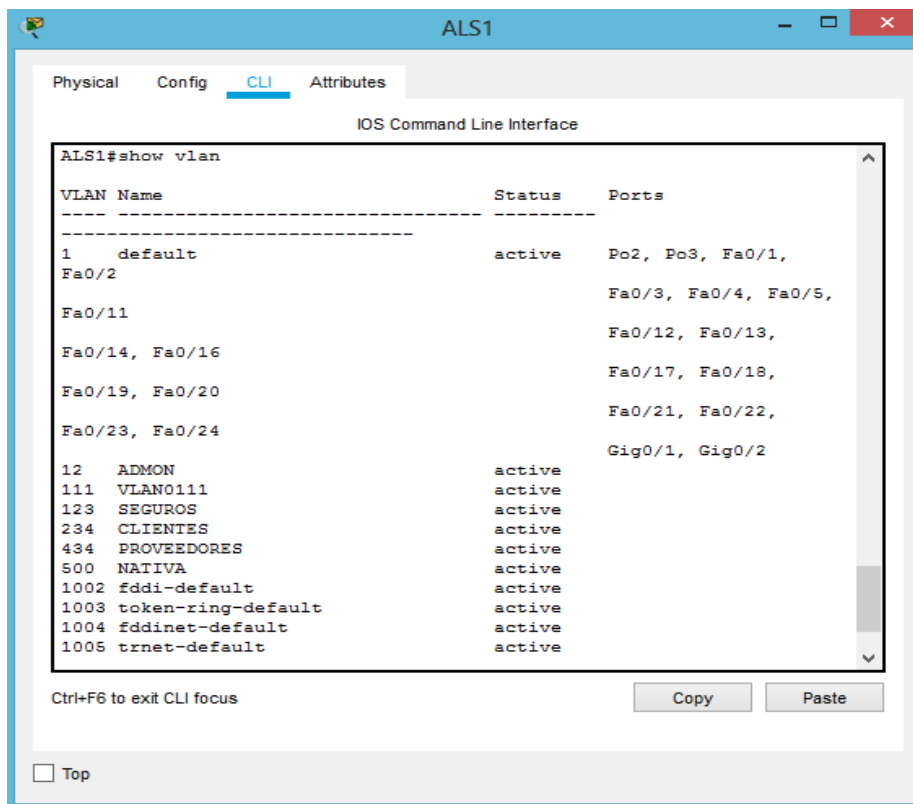 ALS1
Physical Config CLI Attributes
IOS Command Line Interface
ALS1#show vlan
VLAN Name Status Ports
---- -------------------------------- ---------
-------------------------------
1 default active Po2, Po3, Fa0/1,
Fa0/2
Fa0/3, Fa0/4, Fa0/5,
Fa0/11
Fa0/12, Fa0/13,
Fa0/14, Fa0/16
Fa0/17, Fa0/18,
Fa0/19, Fa0/20
Fa0/21, Fa0/22,
Fa0/23, Fa0/24
Gig0/1, Gig0/2
12 ADMON active
111 VLAN0111 active
123 SEGUROS active
234 CLIENTES active
434 PROVEEDORES active
500 NATIVA active
1002 fddi-default active
1003 token-ring-default active
1004 fddinet-default active
1005 trnet-default active
Ctrl+F6 to exit CLI focus
Copy Paste
Top